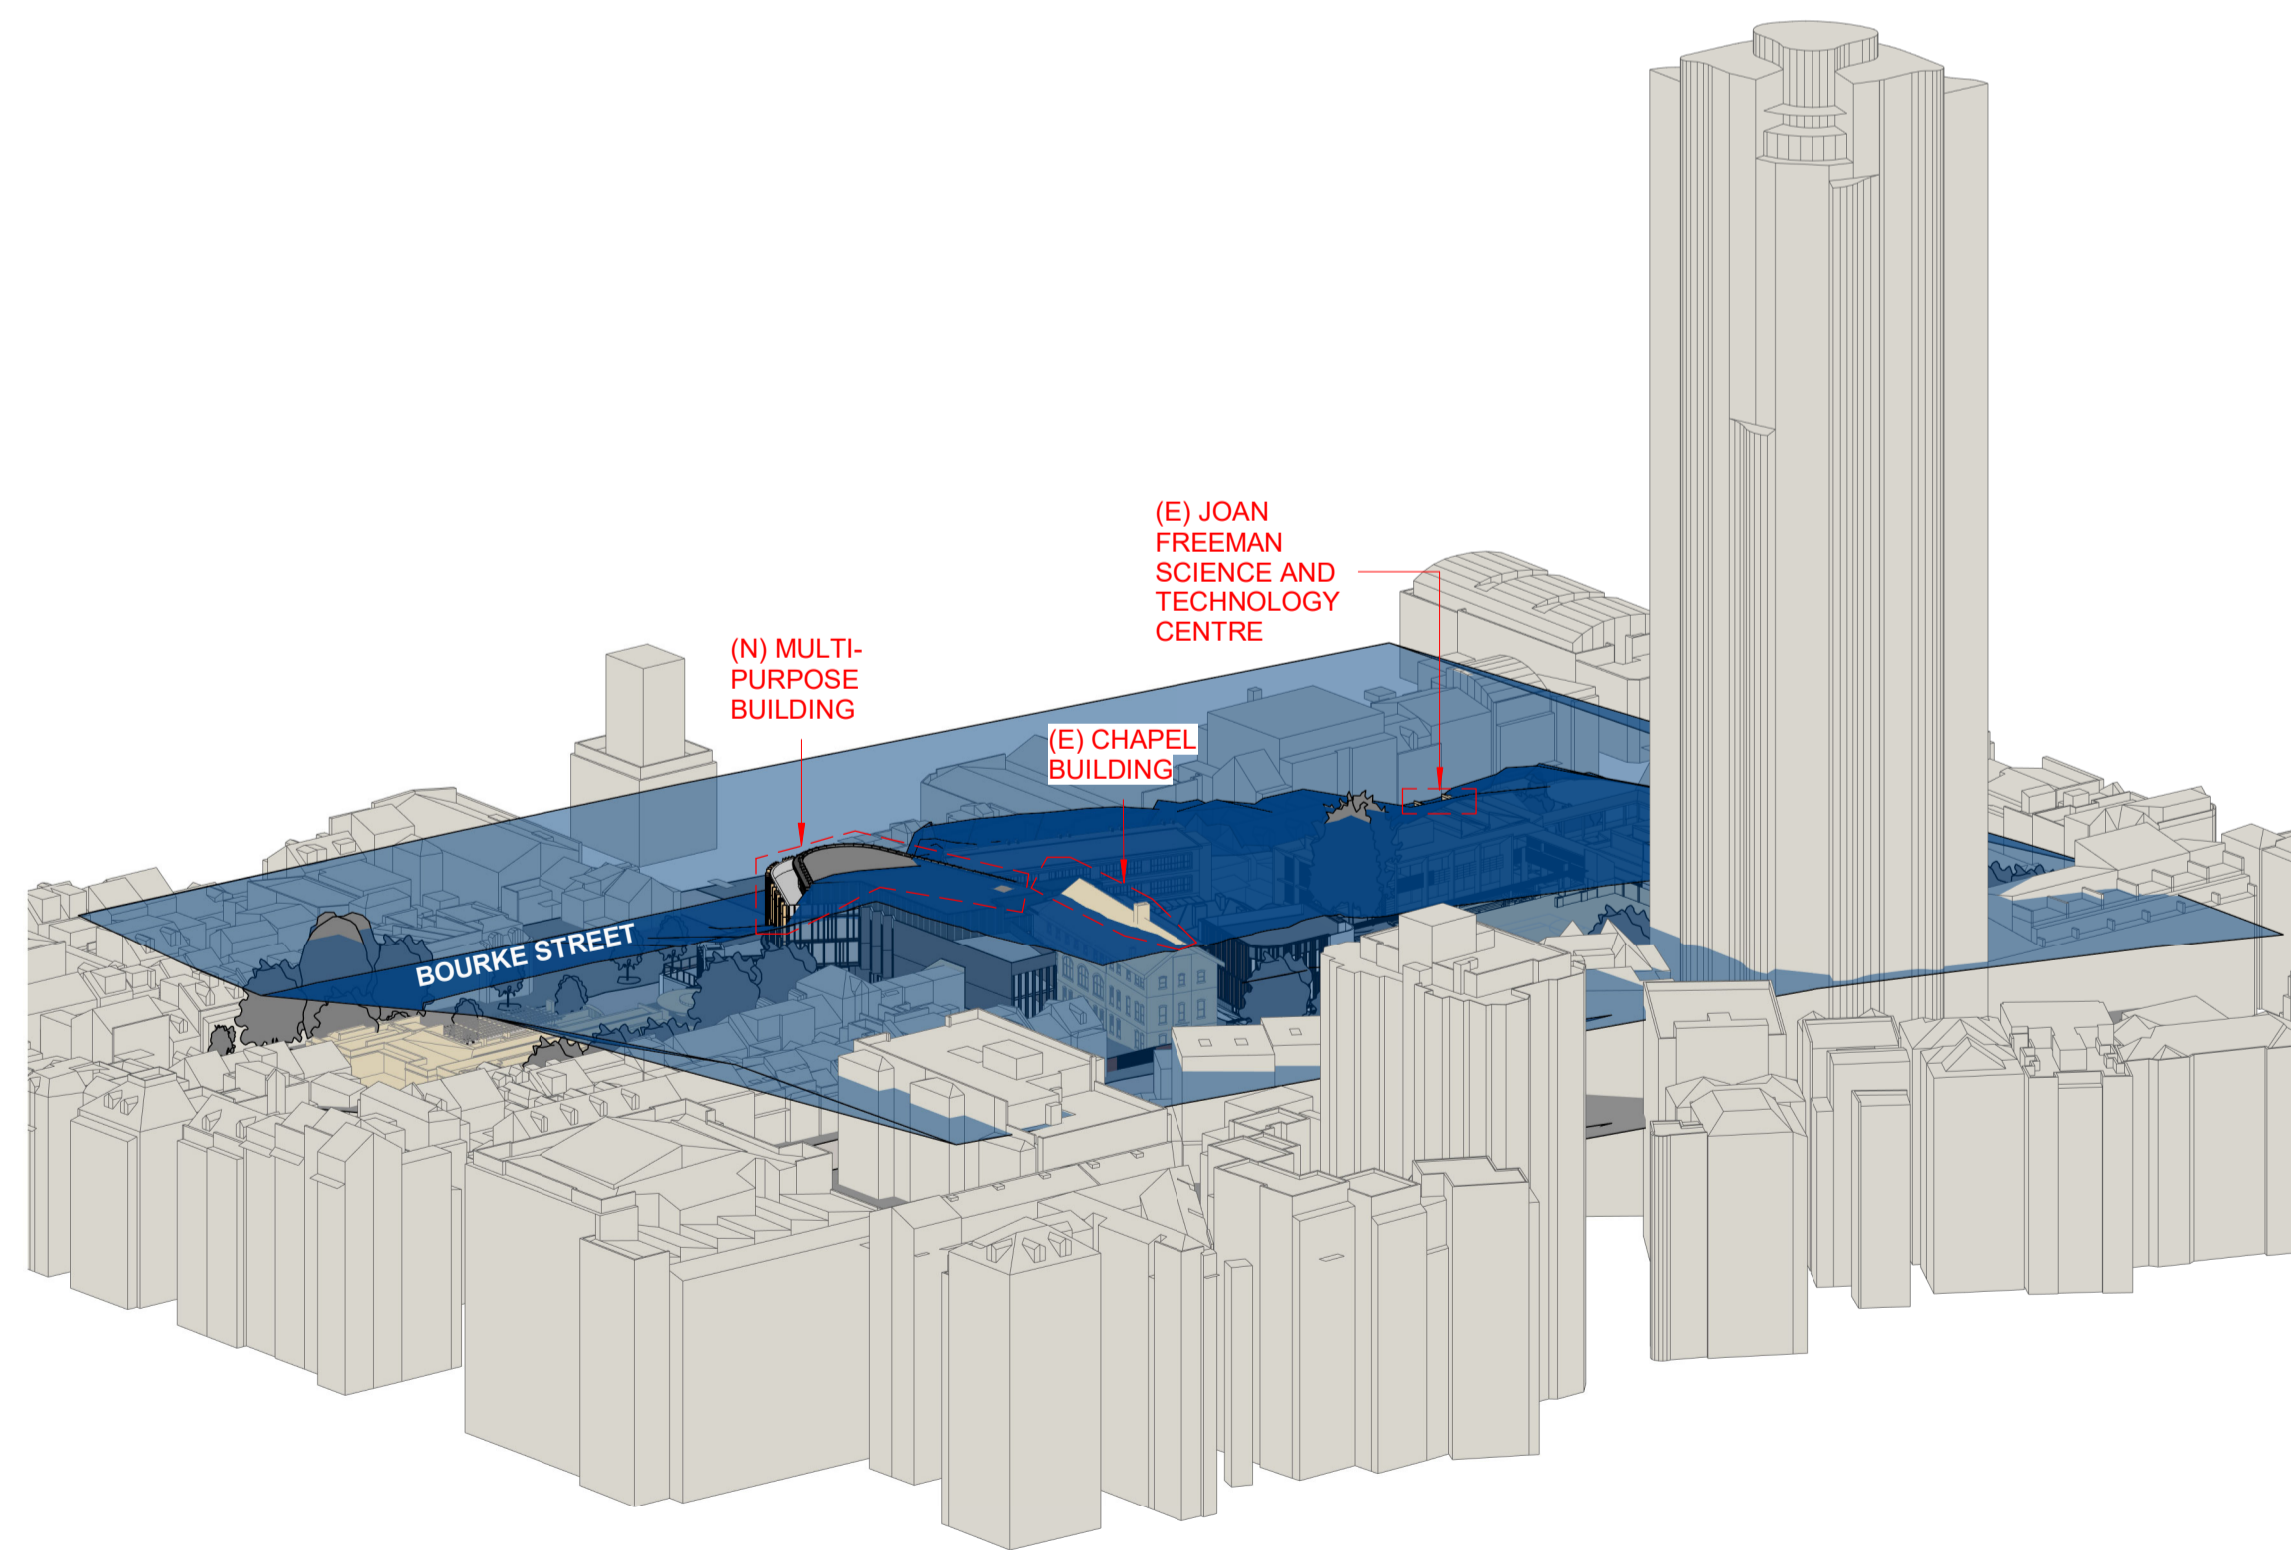 (E) JOAN
FREEMAN
SCIENCE AND
TECHNOLOGY
CENTRE
(N) MULTI-
PURPOSE
BUILDING
(E) CHAPEL
BUILDING
BOURKE STREET